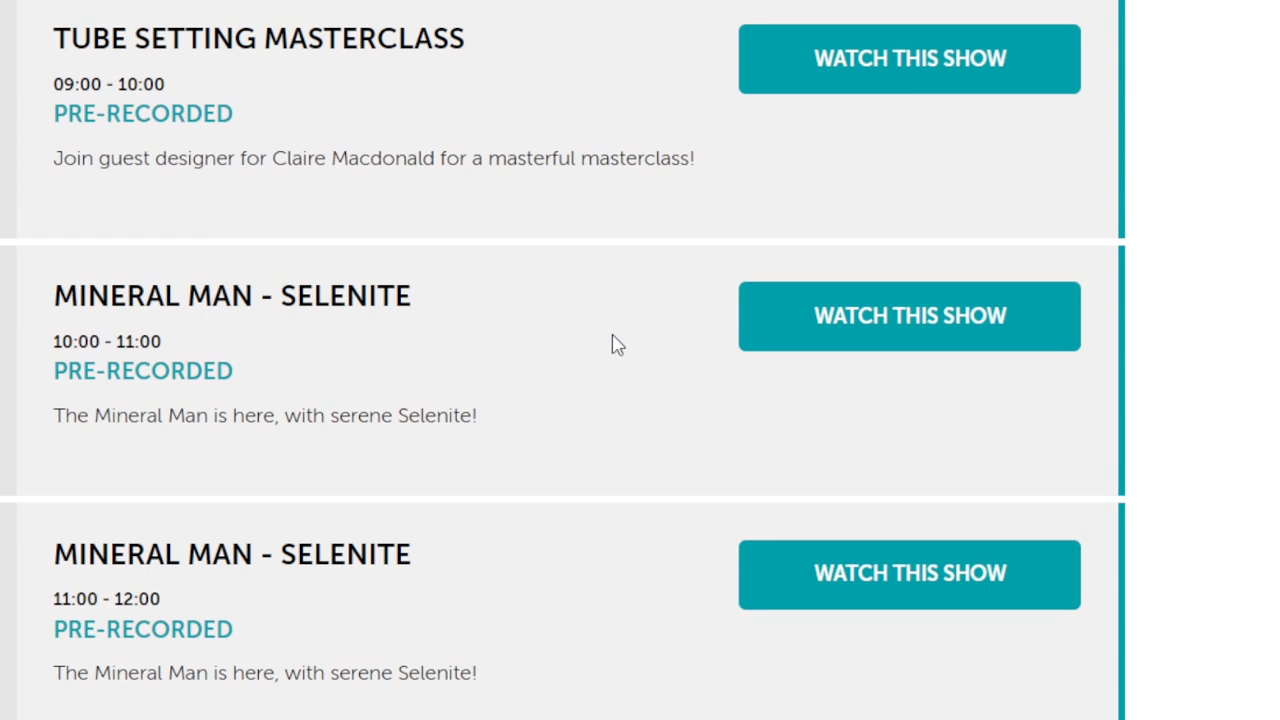 TUBE SETTING MASTERCLASS
WATCH THIS SHOW
09:00 - 10:00
PRE-RECORDED
Join guest designer for Claire Macdonald for a masterful masterclass!
MINERAL MAN - SELENITE
WATCH THIS SHOW
10:00 - 11:00
PRE-RECORDED
The Mineral Man is here, with serene Selenite!
MINERAL MAN - SELENITE
WATCH THIS SHOW
11:00 - 12:00
PRE-RECORDED
The Mineral Man is here, with serene Selenite!